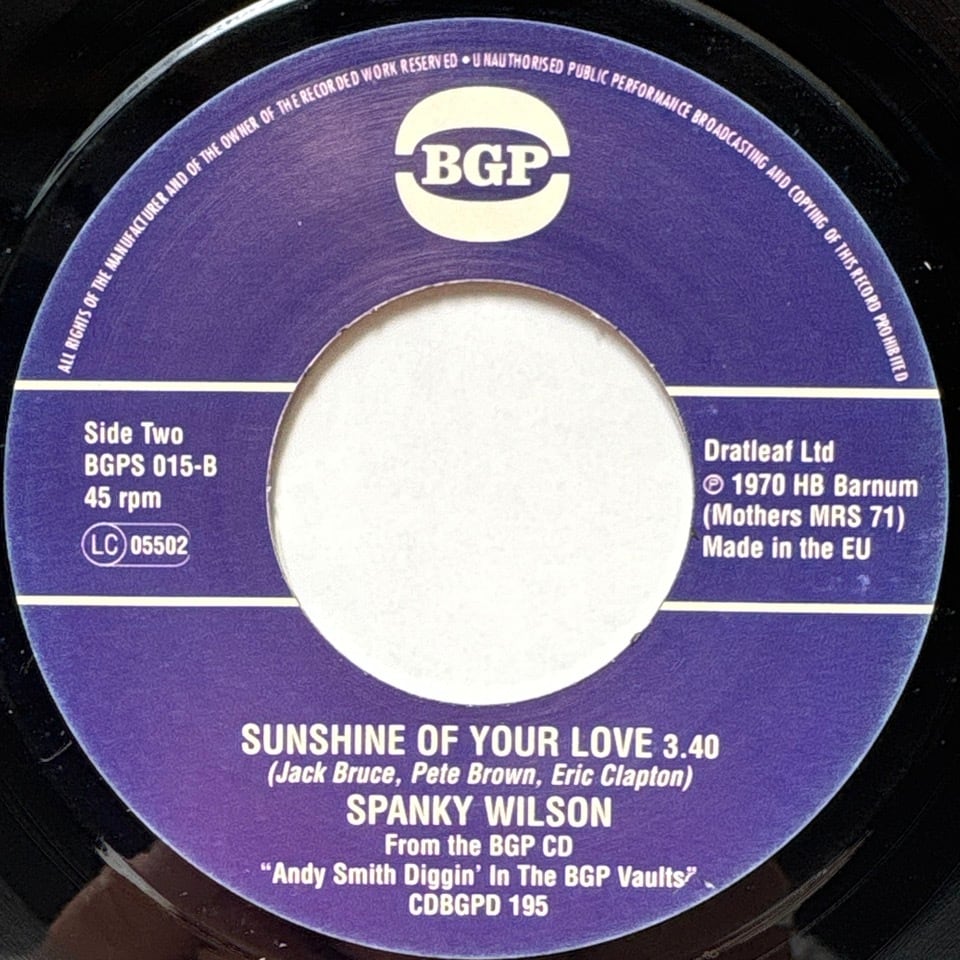 ALL RIGHTS OF THE MANUFACTURER AND OF THE OWNER OF THE RECORDED WORK RESERVED • UNAUTHORISED PUBLIC PERFORMANCE BROADCASTING AND COPYING OF THIS RECORD PROHIBITED
BGP
Side Two
BGPS 015-B
45 rpm
LC 05502
Dratleaf Ltd
℗ 1970 HB Barnum
(Mothers MRS 71)
Made in the EU
SUNSHINE OF YOUR LOVE 3.40
(Jack Bruce, Pete Brown, Eric Clapton)
SPANKY WILSON
From the BGP CD
“Andy Smith Diggin’ In The BGP Vaults”
CDBGPD 195